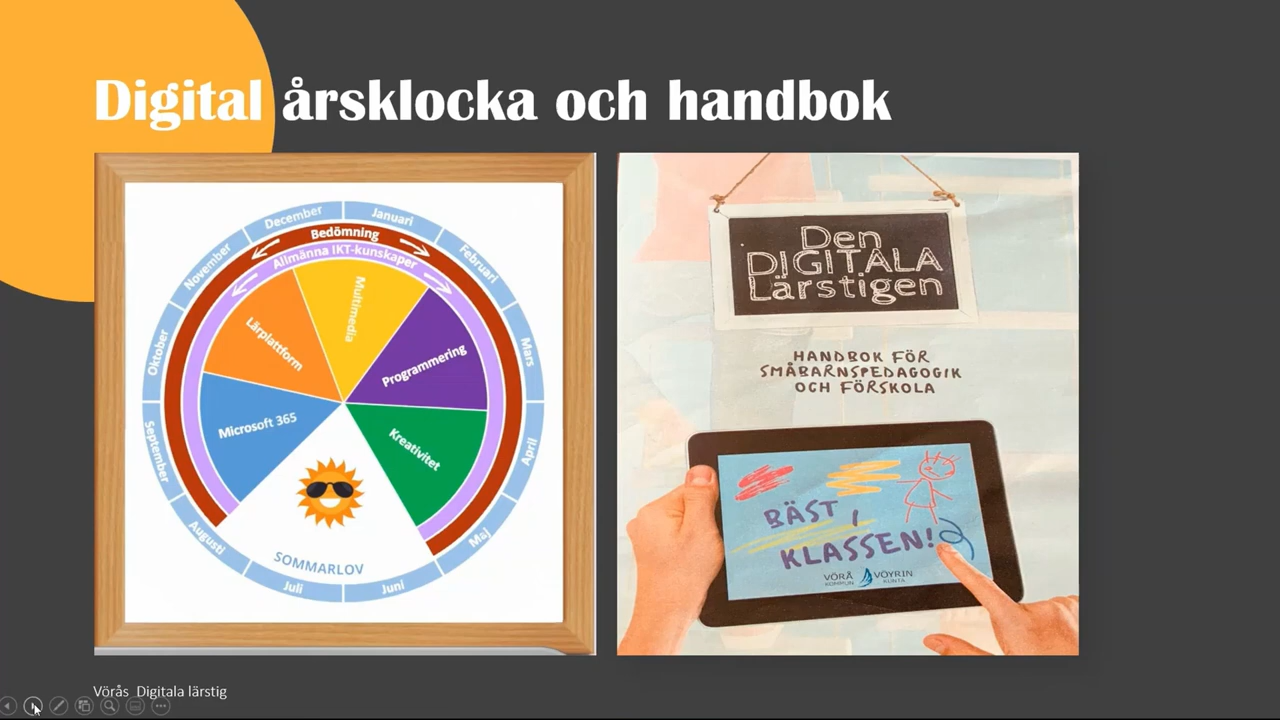 Digital årsklocka och handbok
December
Januari
November
Bedömning
Februari
Allmänna IKT-kunskaper
Oktober
Lärplattform
Multimedia
Programmering
Mars
September
Microsoft 365
Kreativitet
April
Augusti
SOMMARLOV
Maj
Juli
Juni
Den
DIGITALA
Lärstigen
HANDBOK FÖR
SMÅBARNSPEDAGOGIK
OCH FÖRSKOLA
BÄST I
KLASSEN!
VÖRÅ VÖYRIN
KOMMUN KUNTA
Vörås Digitala lärstig